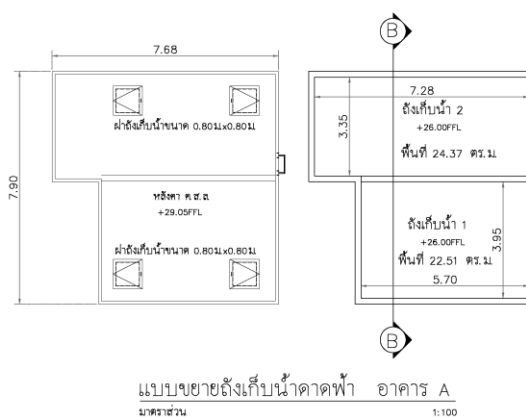 7.68
7.90
ฝาถังเก็บน้ำขนาด 0.80ม.x0.80ม.
หลังคา ค.ส.ล.
+29.05FFL
ฝาถังเก็บน้ำขนาด 0.80ม.x0.80ม.
B
7.28
3.35
ถังเก็บน้ำ 2
+26.00FFL
พื้นที่ 24.37 ตร.ม.
ถังเก็บน้ำ 1
+26.00FFL
พื้นที่ 22.51 ตร.ม.
3.95
5.70
B
แบบขยายถังเก็บน้ำดาดฟ้า อาคาร A
มาตราส่วน 1:100